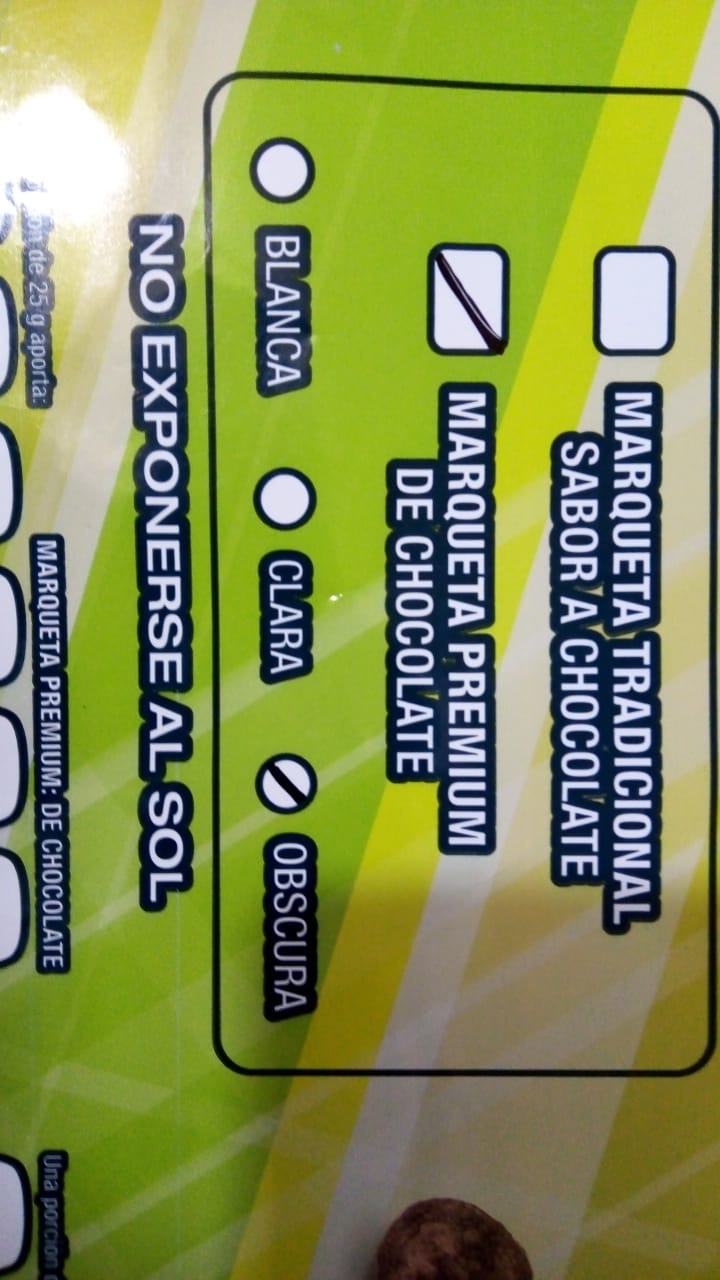 MARQUETA TRADICIONAL
SABOR A CHOCOLATE
MARQUETA PREMIUM
DE CHOCOLATE
BLANCA
CLARA
OBSCURA
NO EXPONERSE AL SOL
de 25 g aporta:
MARQUETA PREMIUM: DE CHOCOLATE
Una porción